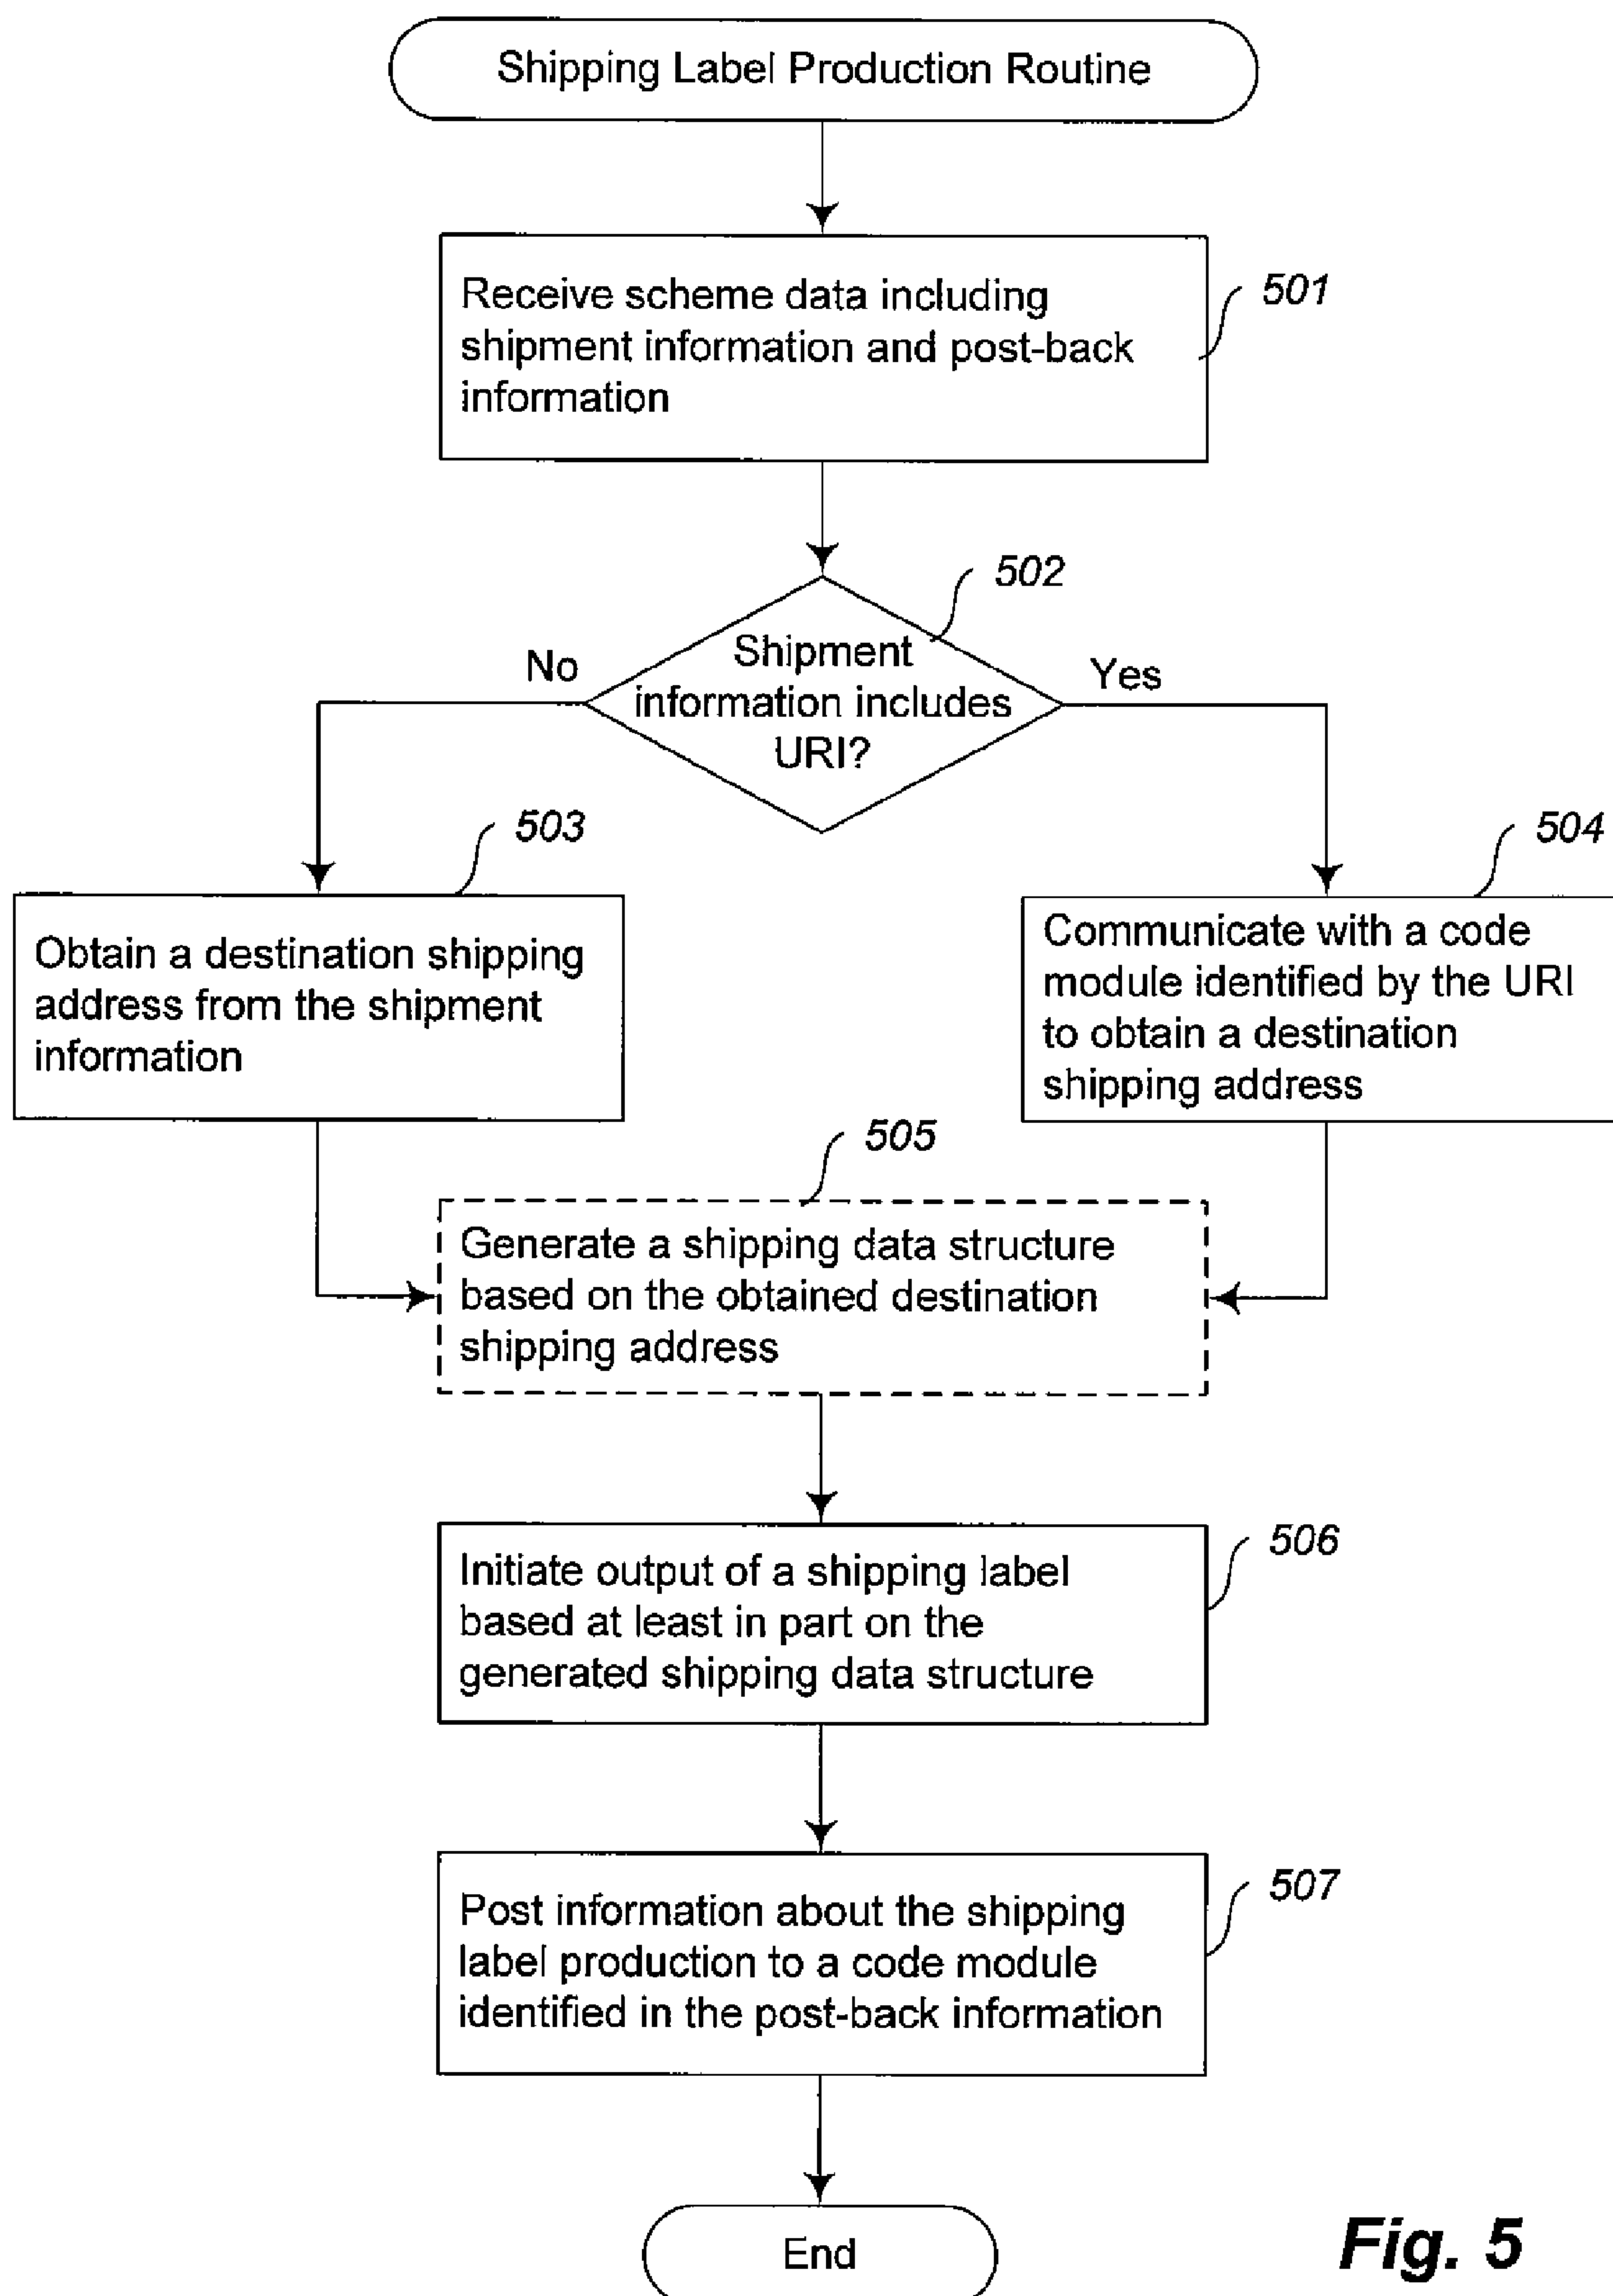 Shipping Label Production Routine
Receive scheme data including
shipment information and post-back
information
501
502
Shipment
information includes
URI?
No
Yes
503
Obtain a destination shipping
address from the shipment
information
504
Communicate with a code
module identified by the URI
to obtain a destination
shipping address
505
Generate a shipping data structure
based on the obtained destination
shipping address
506
Initiate output of a shipping label
based at least in part on the
generated shipping data structure
507
Post information about the shipping
label production to a code module
identified in the post-back information
End
Fig. 5